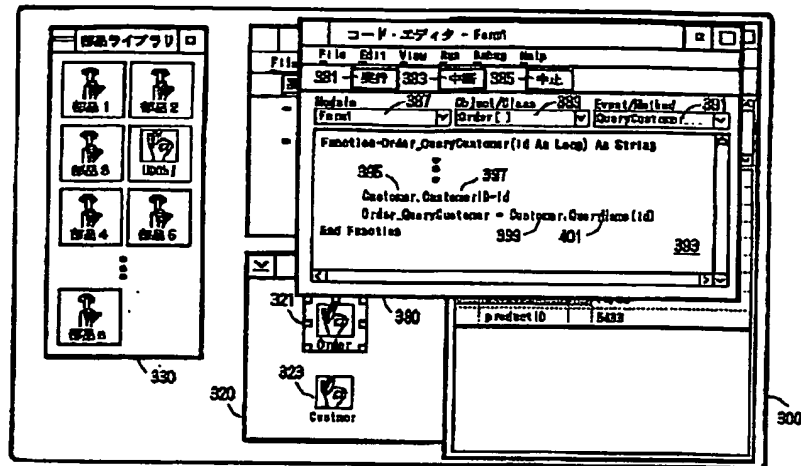 部品ライブラリ
部品1
部品2
部品3
部品4
部品5
部品n
330
コード・エディタ - Form1
File Edit View Run Debug Help
381 実行 383 中断 385 中止
Module 387 Object/Class 389 Event/Method 391
Form1 Order[ ] QueryCustomer...
Function-Order_QueryCustomer(Id As Long) As String
395 397
Customer.CustomerID-id
Order_QueryCustomer = Customer.QueryName(id)
End Function
399 401 393
380
321
Order
323
Custmor
320
productID
300